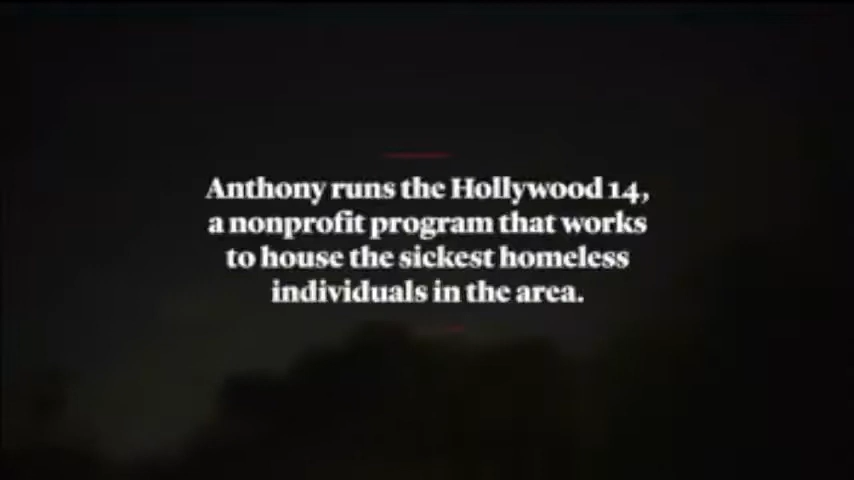 Anthony runs the Hollywood 14,
a nonprofit program that works
to house the sickest homeless
individuals in the area.